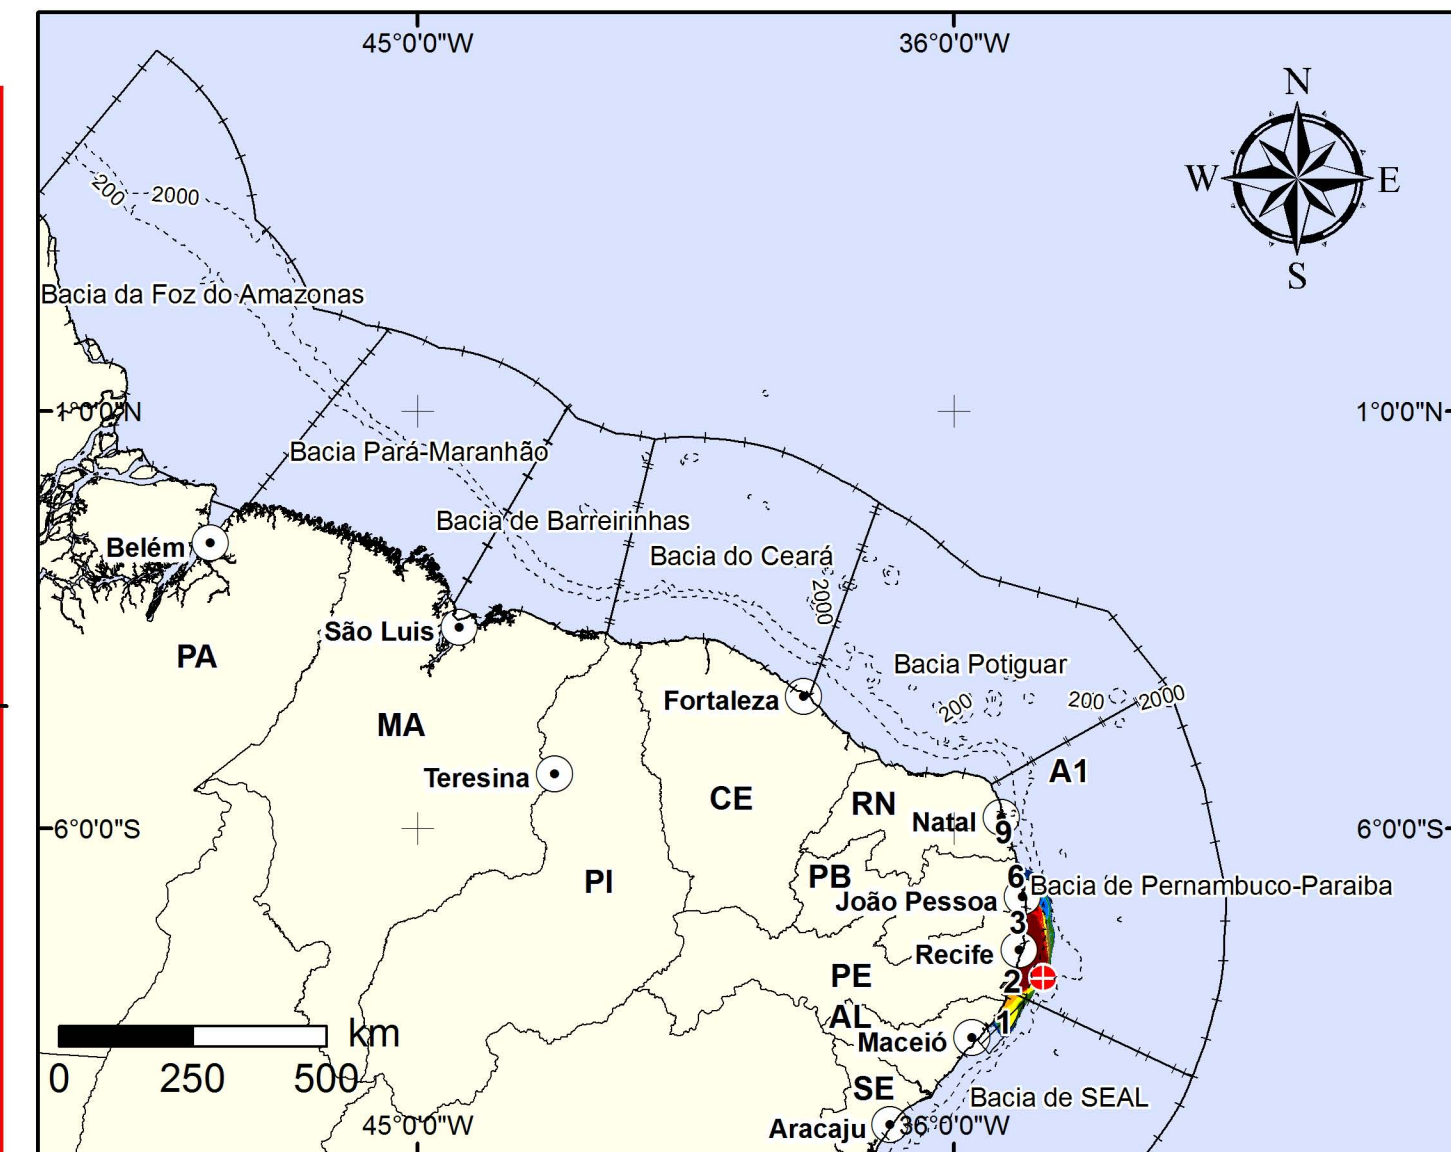 45°0'0"W
36°0'0"W
N
W
E
S
200
2000
Bacia da Foz do Amazonas
1°0'0"N
1°0'0"N
Bacia Pará-Maranhão
Bacia de Barreirinhas
Belém
Bacia do Ceará
2000
São Luis
PA
Bacia Potiguar
Fortaleza
200
200
2000
MA
Teresina
A1
CE
RN
Natal
9
6°0'0"S
6°0'0"S
PI
PB
6
Bacia de Pernambuco-Paraiba
João Pessoa
3
Recife
PE
2
AL
1
km
Maceió
0
250
500
SE
Bacia de SEAL
45°0'0"W
Aracaju
36°0'0"W